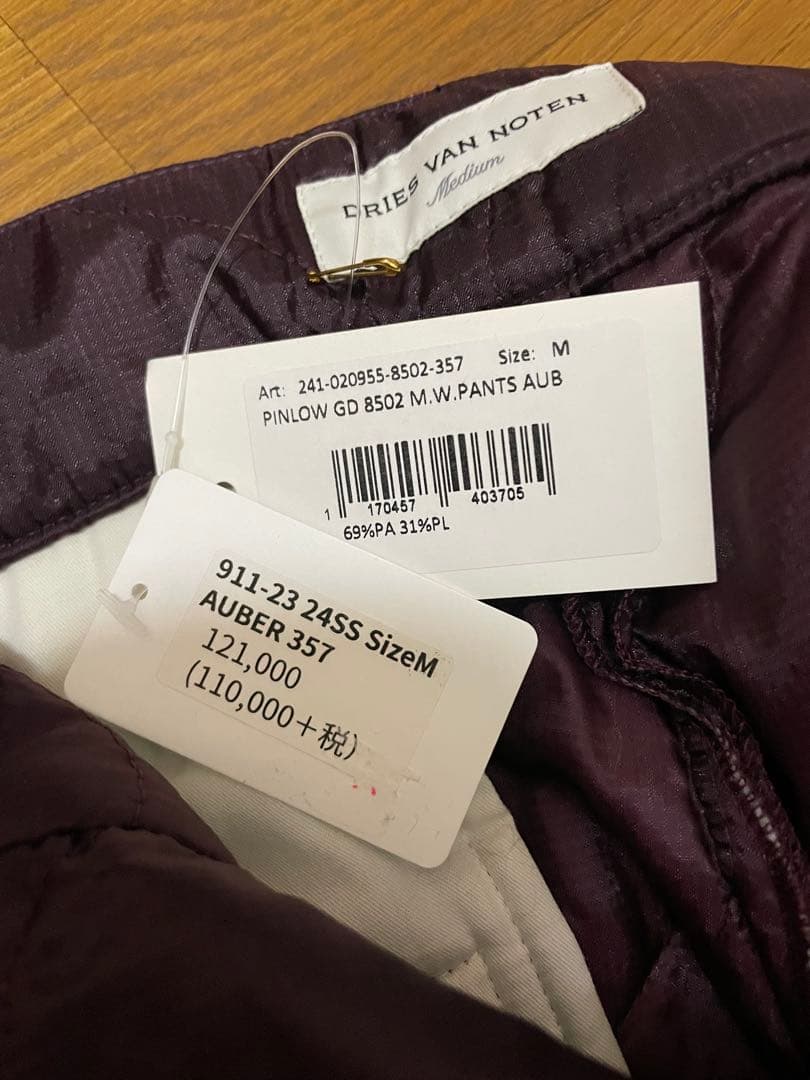 DRIES VAN NOTEN
Medium
Art: 241-020955-8502-357 Size: M
PINLOW GD 8502 M.W.PANTS AUB
1 170457 403705
69%PA 31%PL
911-23 24SS SizeM
AUBER 357
121,000
(110,000+税)